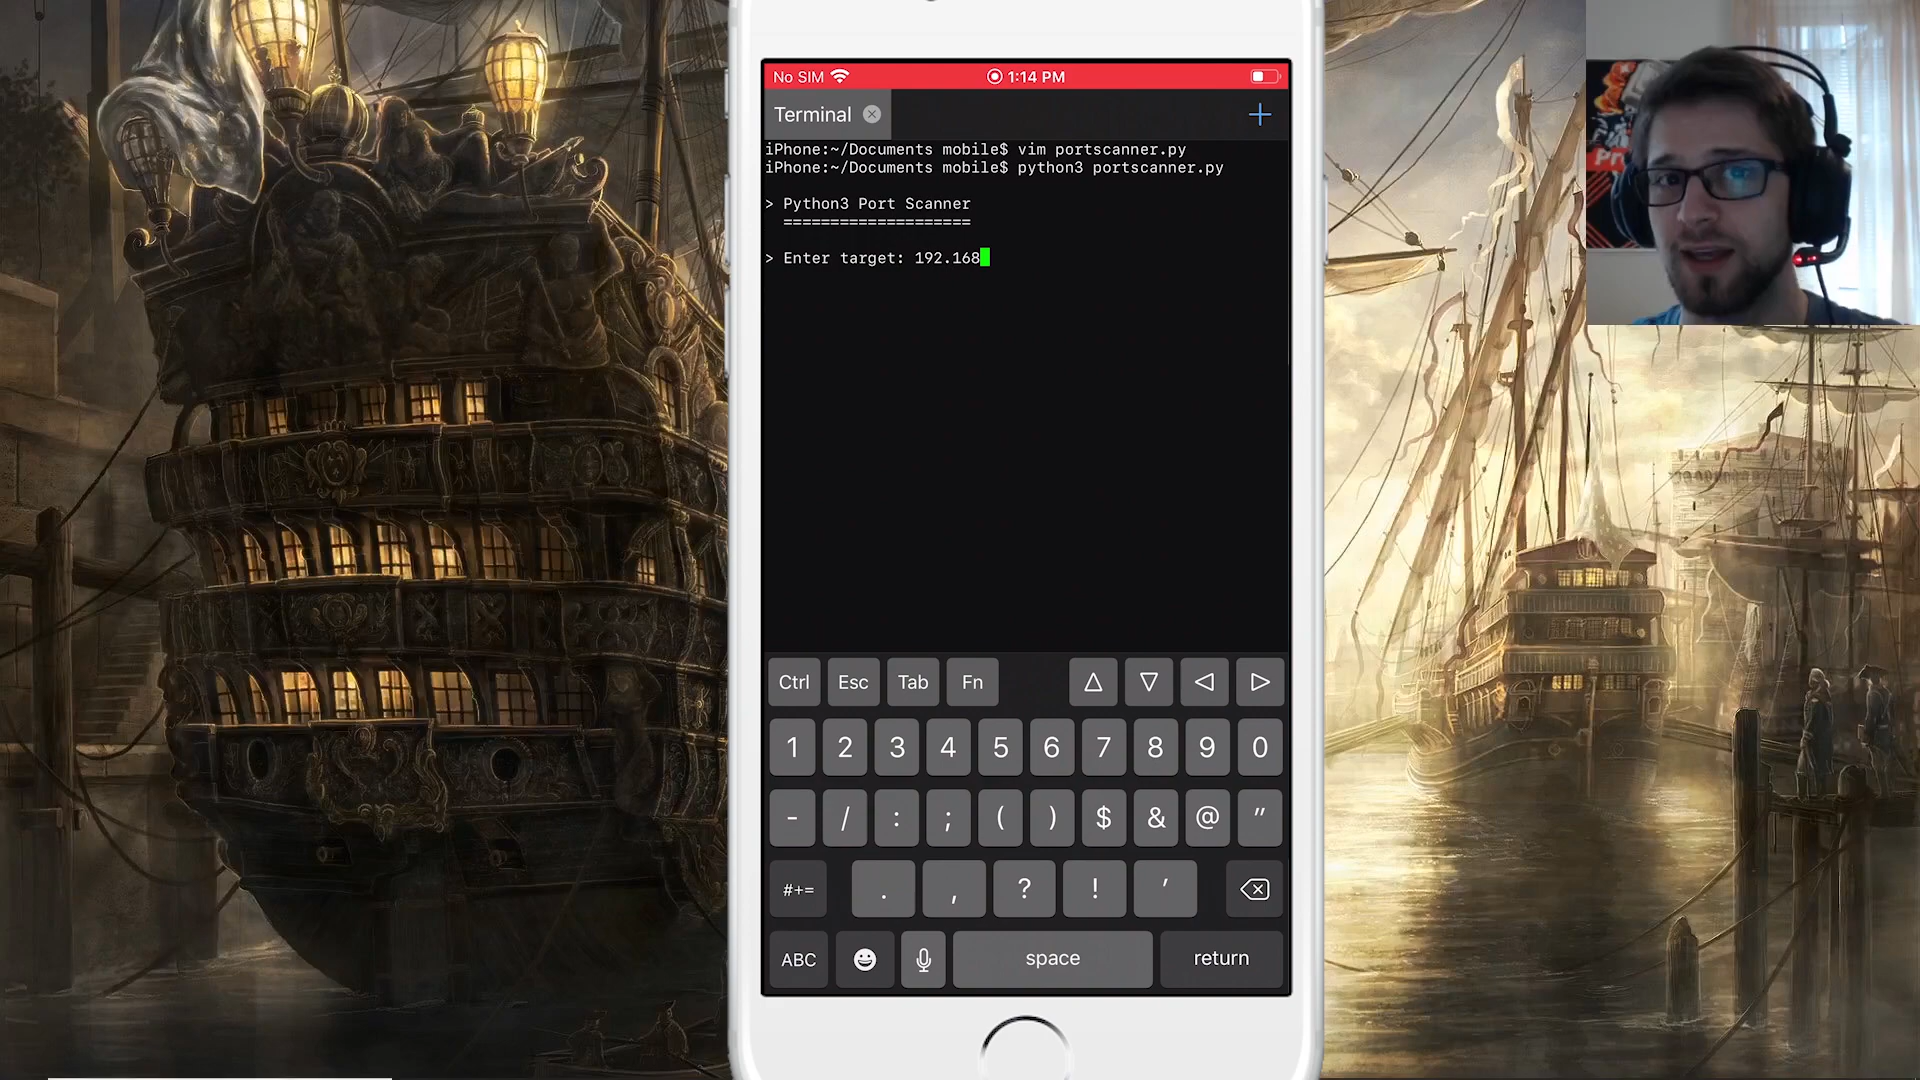 No SIM 1:14 PM
Terminal
iPhone:~/Documents mobile$ vim portscanner.py
iPhone:~/Documents mobile$ python3 portscanner.py
> Python3 Port Scanner
====================
> Enter target: 192.168
Ctrl Esc Tab Fn
1 2 3 4 5 6 7 8 9 0
- / : ; ( ) $ & @ "
#+= . , ? ! '
ABC space return